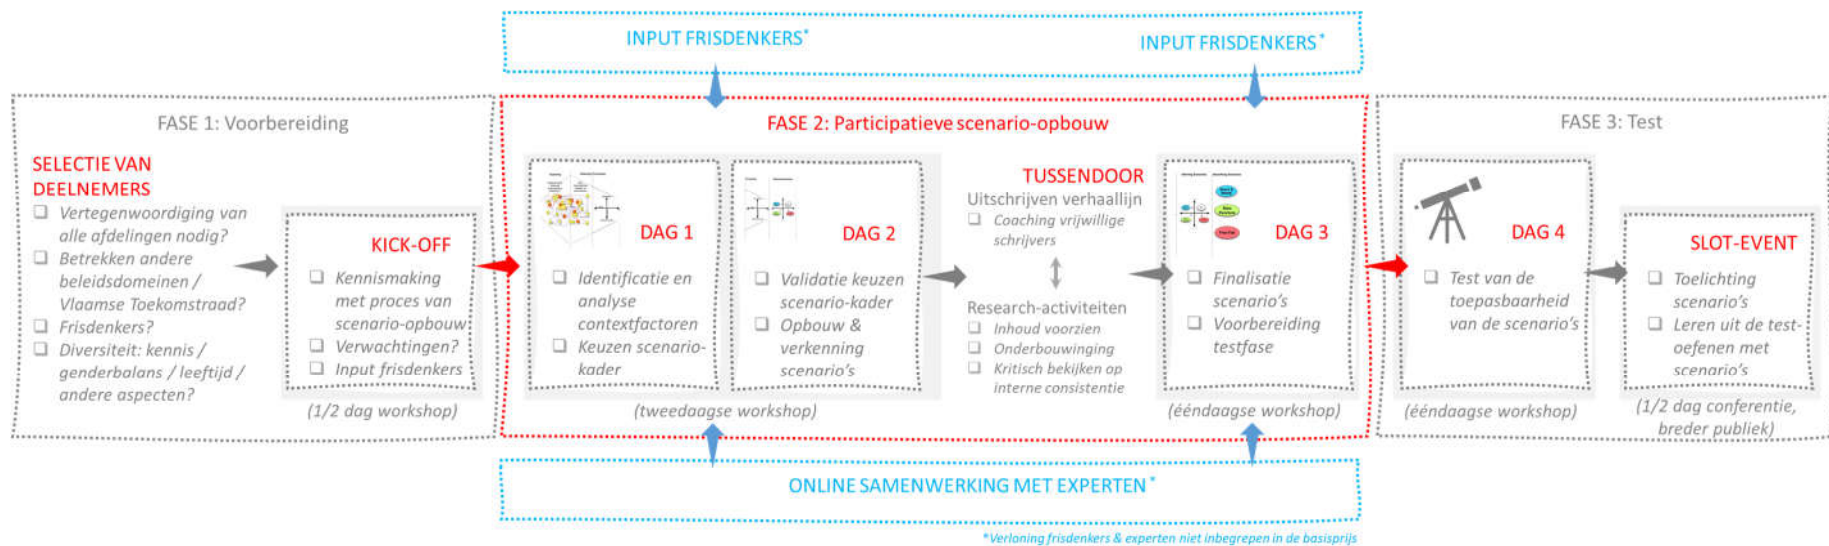 INPUT FRISDENKERS*
INPUT FRISDENKERS*
FASE 1: Voorbereiding
SELECTIE VAN
DEELNEMERS
Vertegenwoordiging van
alle afdelingen nodig?
Betrekken andere
beleidsdomeinen /
Vlaamse Toekomstraad?
Frisdenkers?
Diversiteit: kennis /
genderbalans / leeftijd /
andere aspecten?
KICK-OFF
Kennismaking
met proces van
scenario-opbouw
Verwachtingen?
Input frisdenkers
(1/2 dag workshop)
FASE 2: Participatieve scenario-opbouw
DAG 1
Identificatie en
analyse
contextfactoren
Keuzen scenario-
kader
DAG 2
Validatie keuzen
scenario-kader
Opbouw &
verkenning
scenario's
(tweedaagse workshop)
TUSSENDOOR
Uitschrijven verhaallijn
Coaching vrijwillige
schrijvers
Research-activiteiten
Inhoud voorzien
Onderbouwinging
Kritisch bekijken op
interne consistentie
DAG 3
Finalisatie
scenario's
Voorbereiding
testfase
(ééndaagse workshop)
FASE 3: Test
DAG 4
Test van de
toepasbaarheid
van de scenario's
(ééndaagse workshop)
SLOT-EVENT
Toelichting
scenario's
Leren uit de test-
oefenen met
scenario's
(1/2 dag conferentie,
breder publiek)
ONLINE SAMENWERKING MET EXPERTEN*
*Verloning frisdenkers & experten niet inbegrepen in de basisprijs